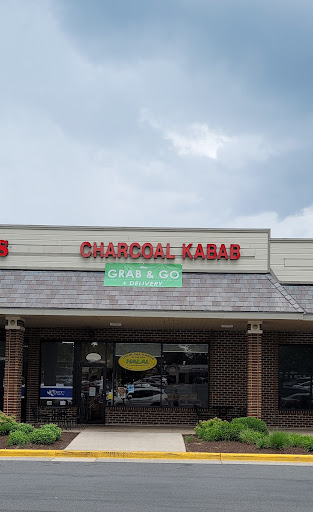 S
CHARCOAL KABAB
GRAB & GO
+ DELIVERY
HALAL